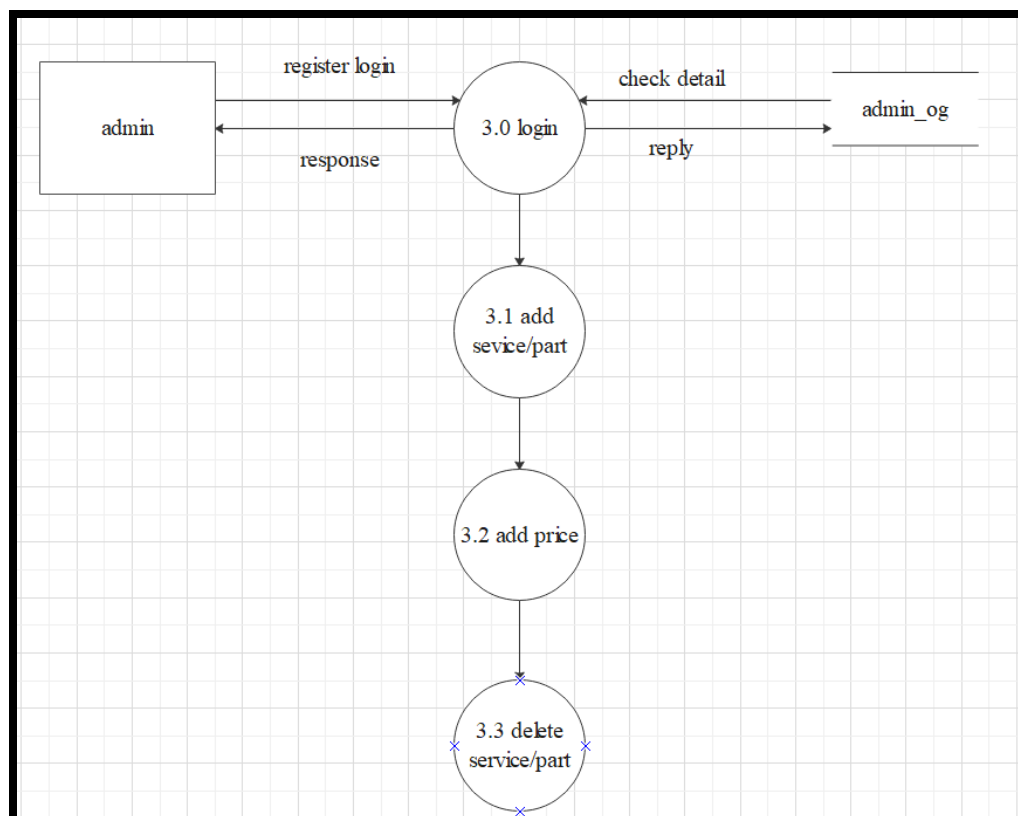 register login
check detail
admin
3.0 login
admin_og
response
reply
3.1 add
sevice/part
3.2 add price
3.3 delete
service/part